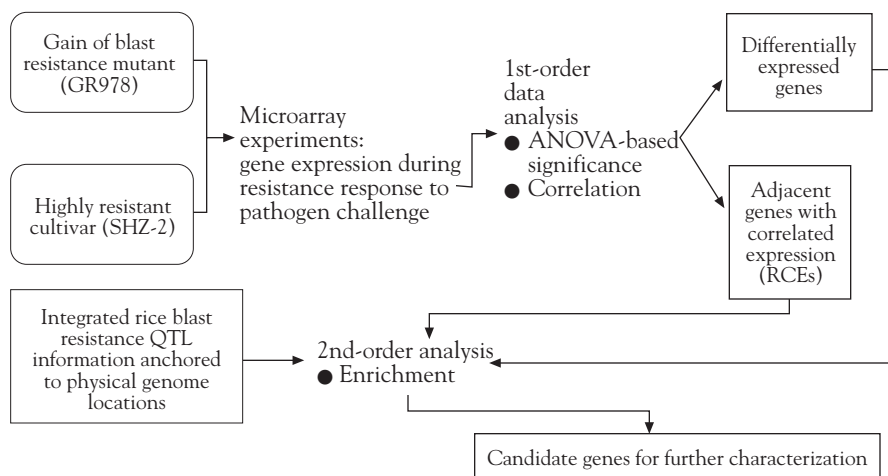 Gain of blast
resistance mutant
(GR978)
Highly resistant
cultivar (SHZ-2)
Microarray
experiments:
gene expression during
resistance response to
pathogen challenge
1st-order
data
analysis
● ANOVA-based
significance
● Correlation
Differentially
expressed
genes
Adjacent
genes with
correlated
expression
(RCEs)
Integrated rice blast
resistance QTL
information anchored
to physical genome
locations
2nd-order analysis
● Enrichment
Candidate genes for further characterization